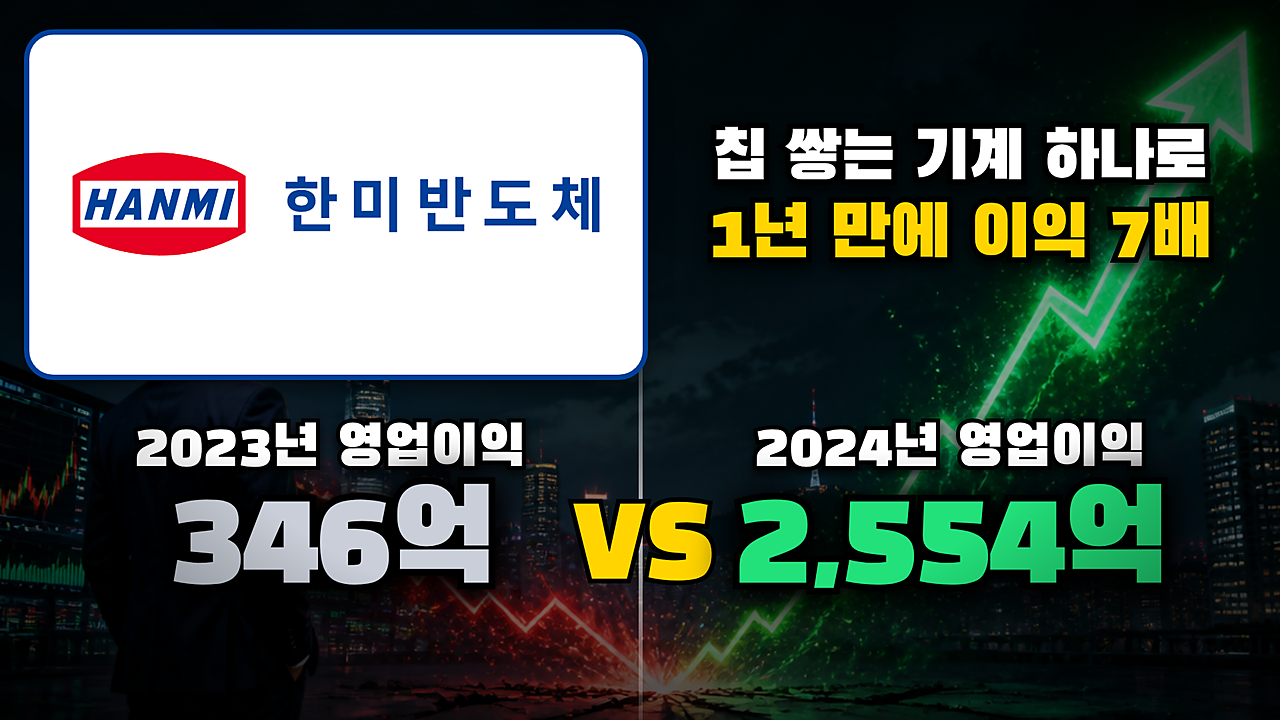 HANMI 한미반도체
칩 쌓는 기계 하나로
1년 만에 이익 7배
2023년 영업이익
346억
VS
2024년 영업이익
2,554억